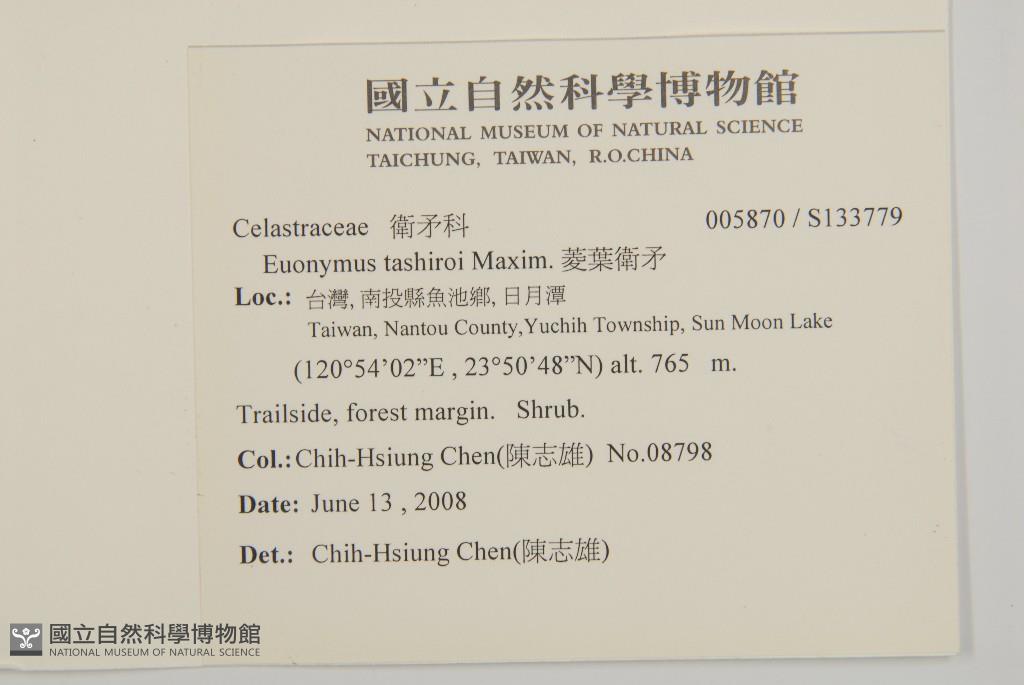 國立自然科學博物館
NATIONAL MUSEUM OF NATURAL SCIENCE
TAICHUNG, TAIWAN, R.O.CHINA
Celastraceae 衛矛科 005870 / S133779
Euonymus tashiroi Maxim. 菱葉衛矛
Loc.: 台灣, 南投縣魚池鄉, 日月潭
Taiwan, Nantou County,Yuchih Township, Sun Moon Lake
(120°54’02”E , 23°50’48”N) alt. 765 m.
Trailside, forest margin. Shrub.
Col.:Chih-Hsiung Chen(陳志雄) No.08798
Date: June 13 , 2008
Det.: Chih-Hsiung Chen(陳志雄)
國立自然科學博物館
NATIONAL MUSEUM OF NATURAL SCIENCE